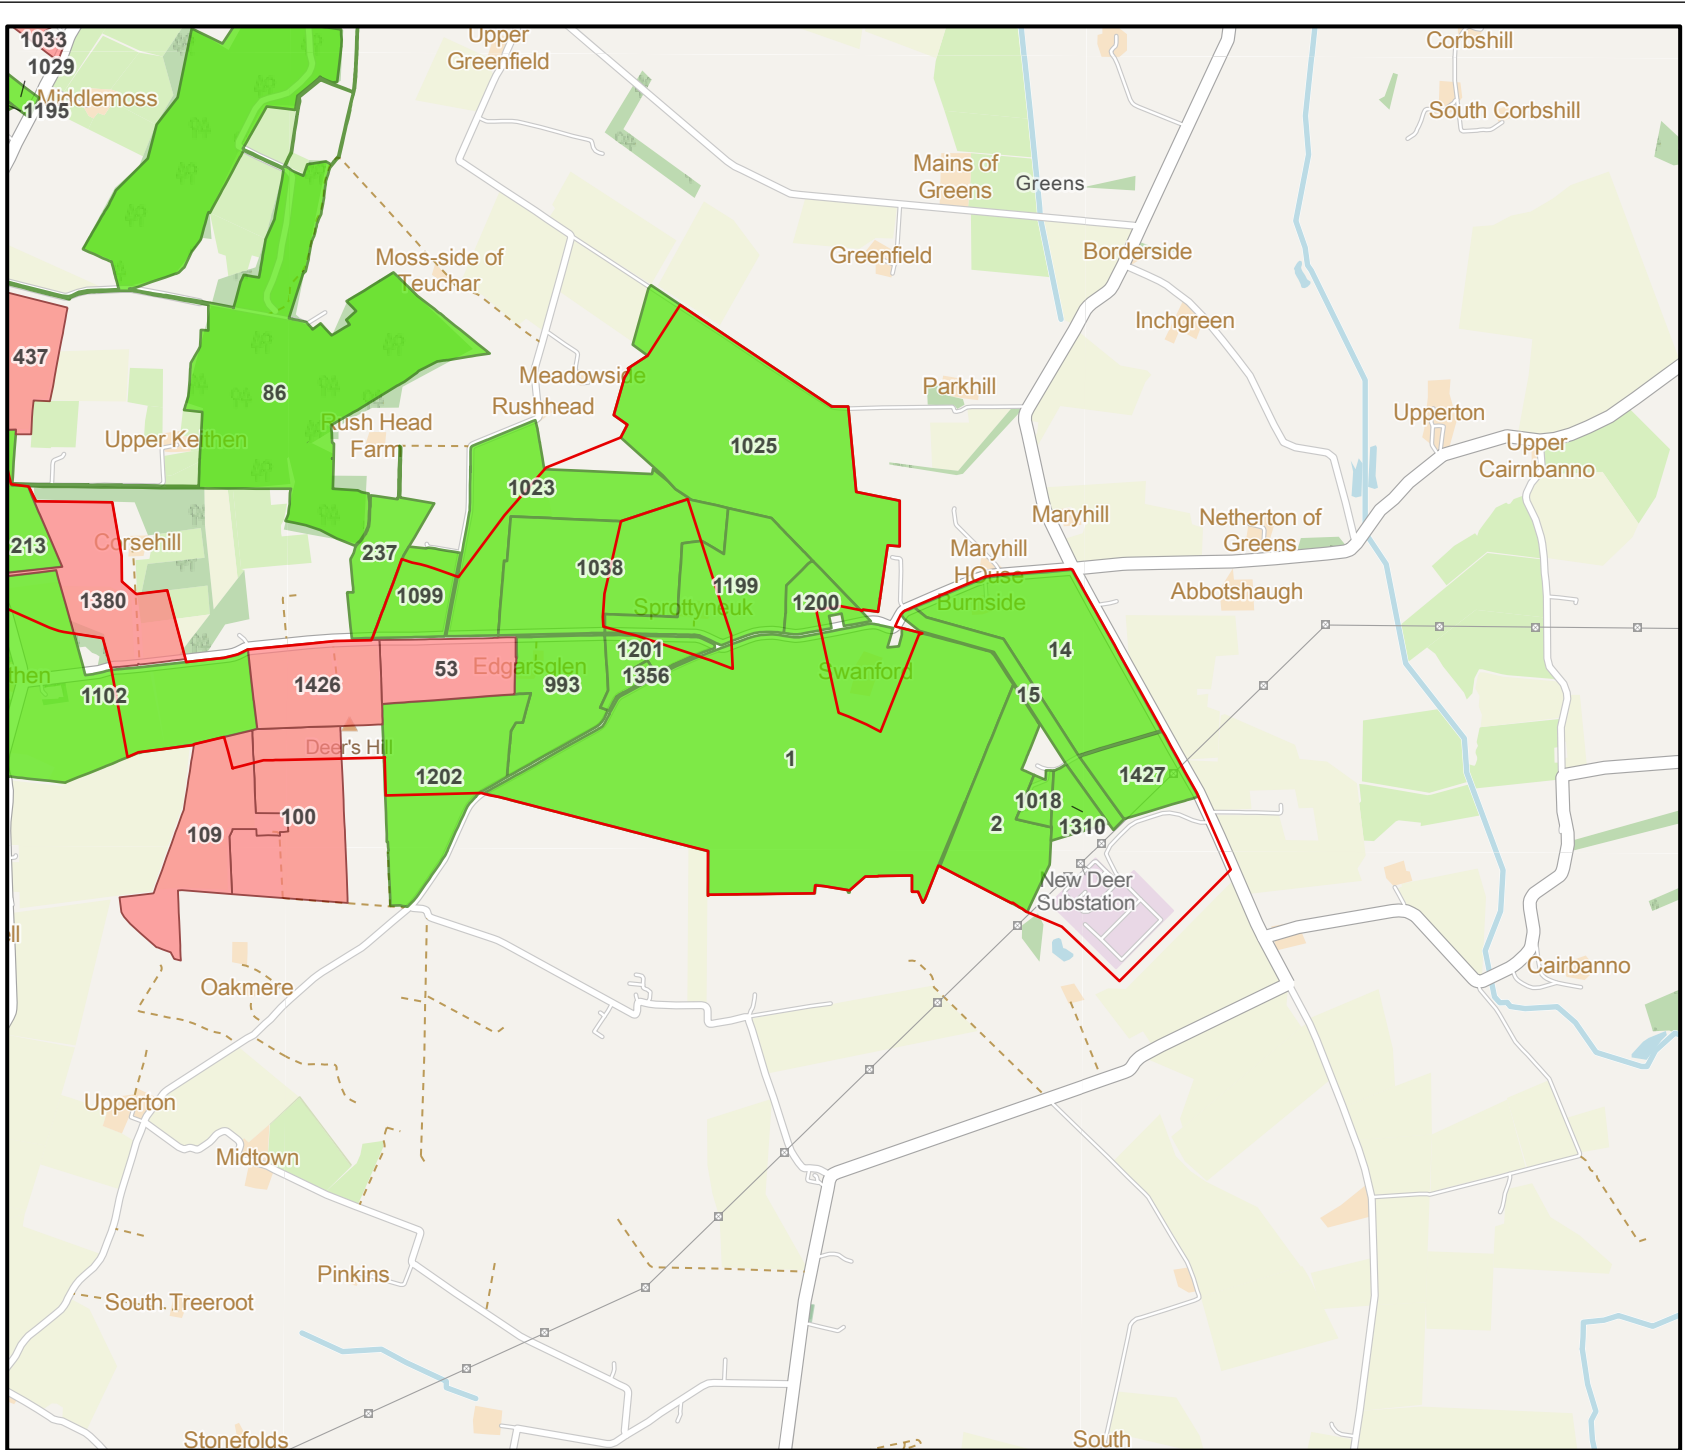 1033
1029
Middlemoss
1195
Upper
Greenfield
Corbshill
South Corbshill
Mains of
Greens
Greens
Moss-side of
Teuchar
Greenfield
Borderside
Inchgreen
437
86
Meadowside
Rushhead
Rush Head
Farm
Upper Keithen
Parkhill
Upperton
Upper
Cairnbanno
1025
1023
Maryhill
Netherton of
Greens
213
Corsehill
237
1038
Maryhill
HOuse
Burnside
1380
1099
1199
Sprottyneuk
1200
Abbotshaugh
then
1102
1426
53
Edgarsglen
993
1201
1356
Swanford
14
15
Deer's Hill
1202
1
1427
1018
1310
2
109
100
New Deer
Substation
ll
Oakmere
Cairbanno
Upperton
Midtown
Pinkins
South Treeroot
Stonefolds
South